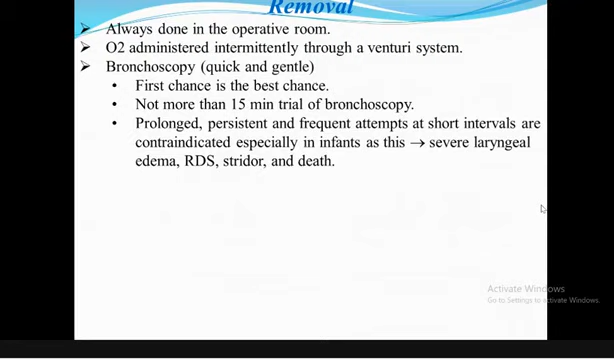 Removal
➢ Always done in the operative room.
➢ O2 administered intermittently through a venturi system.
➢ Bronchoscopy (quick and gentle)
• First chance is the best chance.
• Not more than 15 min trial of bronchoscopy.
• Prolonged, persistent and frequent attempts at short intervals are
contraindicated especially in infants as this → severe laryngeal
edema, RDS, stridor, and death.
Activate Windows
Go to Settings to activate Windows.